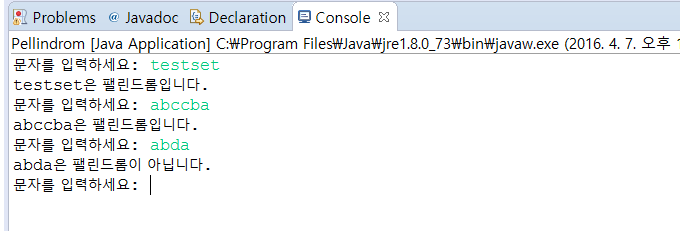 Problems @ Javadoc Declaration Console
Pellindrom [Java Application] C:₩Program Files₩Java₩jre1.8.0_73₩bin₩javaw.exe (2016. 4. 7. 오후
문자를 입력하세요: testset
testset은 팰린드롬입니다.
문자를 입력하세요: abccba
abccba은 팰린드롬입니다.
문자를 입력하세요: abda
abda은 팰린드롬이 아닙니다.
문자를 입력하세요: